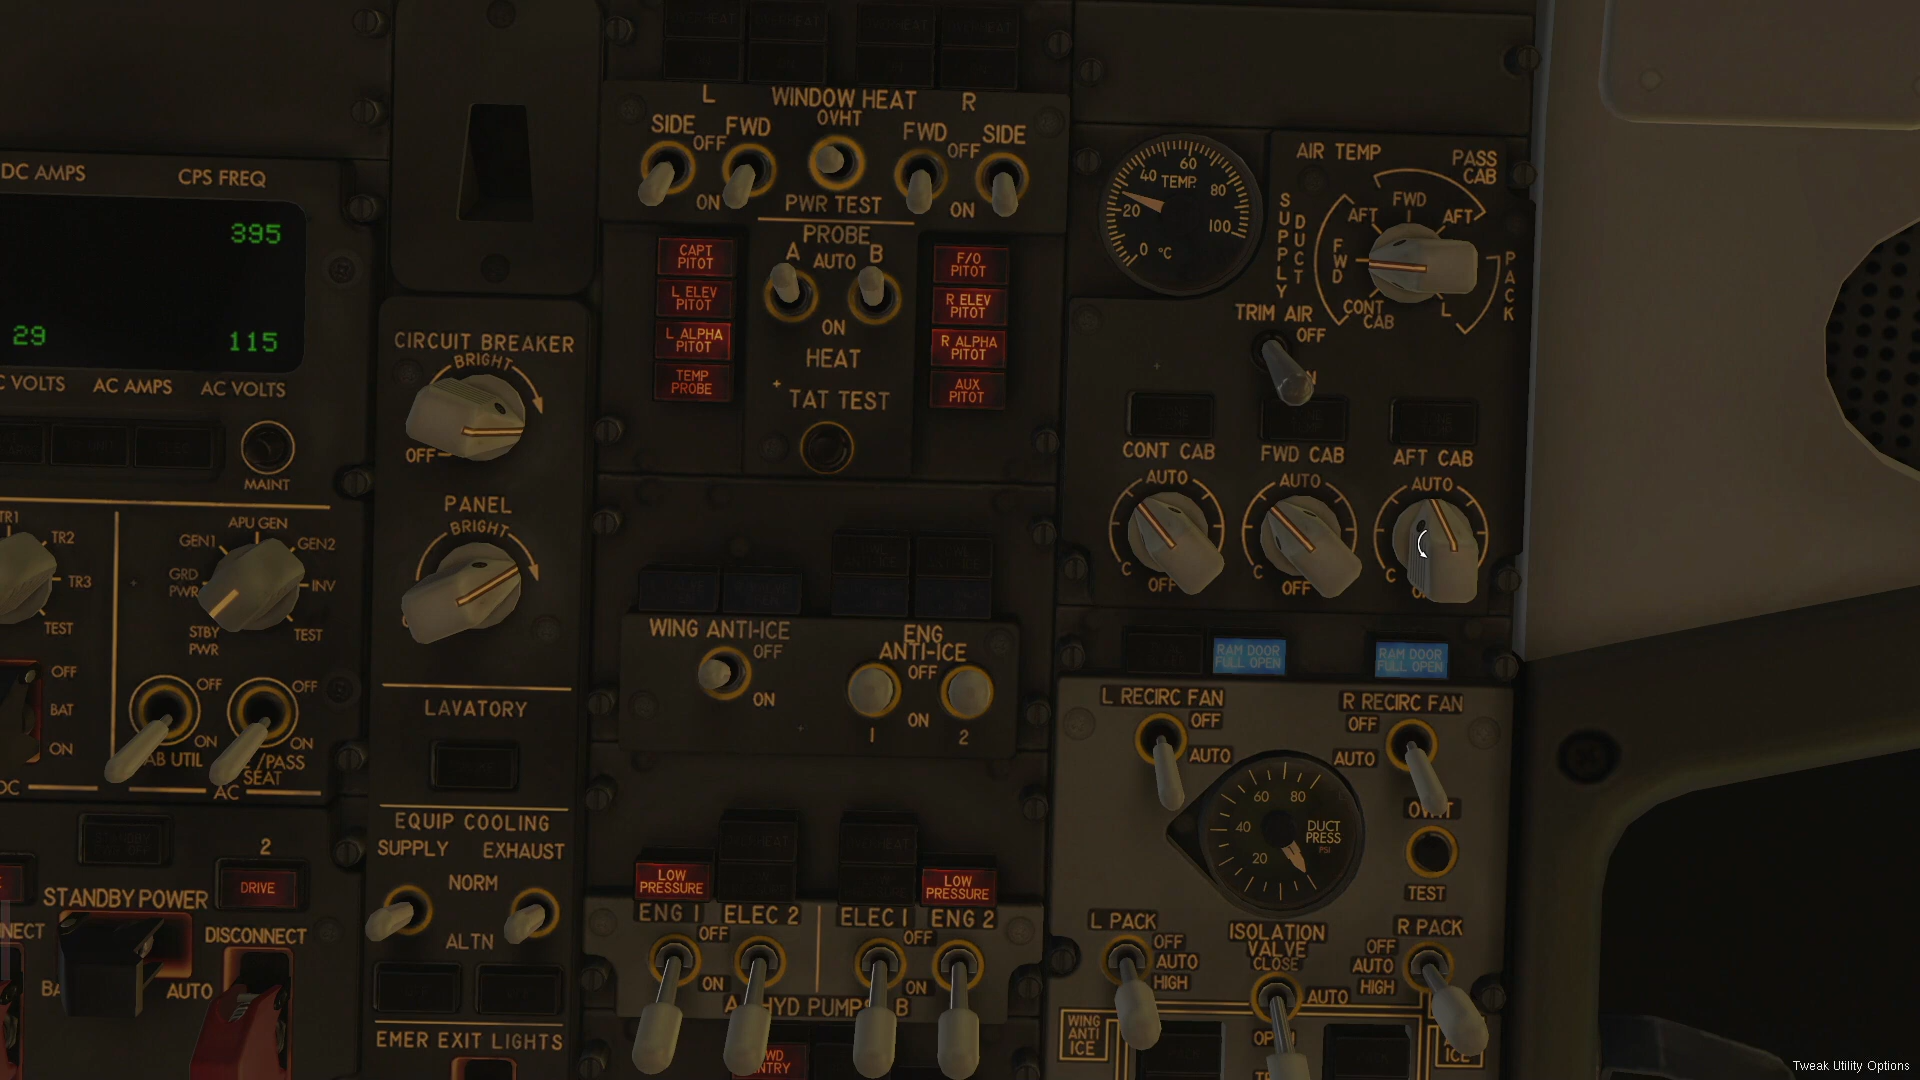 DC AMPS
CPS FREQ
395
29
115
C VOLTS
AC AMPS
AC VOLTS
MAINT
TR1
TR2
TR3
TEST
APU GEN
GEN1
GEN2
GRD
PWR
INV
STBY
PWR
TEST
OFF
BAT
ON
OFF
ON
AB UTIL
OFF
ON
/PASS
SEAT
DC
AC
2
DRIVE
STANDBY POWER
NNECT
DISCONNECT
BA
AUTO
CIRCUIT BREAKER
BRIGHT
OFF
PANEL
BRIGHT
LAVATORY
EQUIP COOLING
SUPPLY
EXHAUST
NORM
ALTN
EMER EXIT LIGHTS
L
WINDOW HEAT
R
OVHT
SIDE
FWD
FWD
SIDE
OFF
OFF
ON
PWR TEST
ON
PROBE
A
AUTO
B
ON
HEAT
TAT TEST
CAPT
PITOT
L ELEV
PITOT
L ALPHA
PITOT
TEMP
PROBE
F/O
PITOT
R ELEV
PITOT
R ALPHA
PITOT
AUX
PITOT
WING ANTI-ICE
OFF
ON
ENG
ANTI-ICE
OFF
ON
1
2
LOW
PRESSURE
LOW
PRESSURE
ENG 1
ELEC 2
ELEC 1
ENG 2
OFF
OFF
ON
ON
A
HYD PUMPS
B
WD
NTRY
60
40
TEMP.
80
20
100
0
°C
AIR TEMP
PASS
CAB
FWD
AFT
AFT
SUPPLY
DUCT
FWD
PACK
CONT
CAB
L
TRIM AIR
OFF
CONT CAB
FWD CAB
AFT CAB
AUTO
AUTO
AUTO
C
OFF
C
OFF
C
RAM DOOR
FULL OPEN
RAM DOOR
FULL OPEN
L RECIRC FAN
R RECIRC FAN
OFF
OFF
AUTO
AUTO
60
80
40
DUCT
PRESS
PSI
20
OVHT
TEST
L PACK
R PACK
OFF
AUTO
HIGH
ISOLATION
VALVE
CLOSE
OFF
AUTO
HIGH
AUTO
WING
ANTI
ICE
ICE
Tweak Utility Options